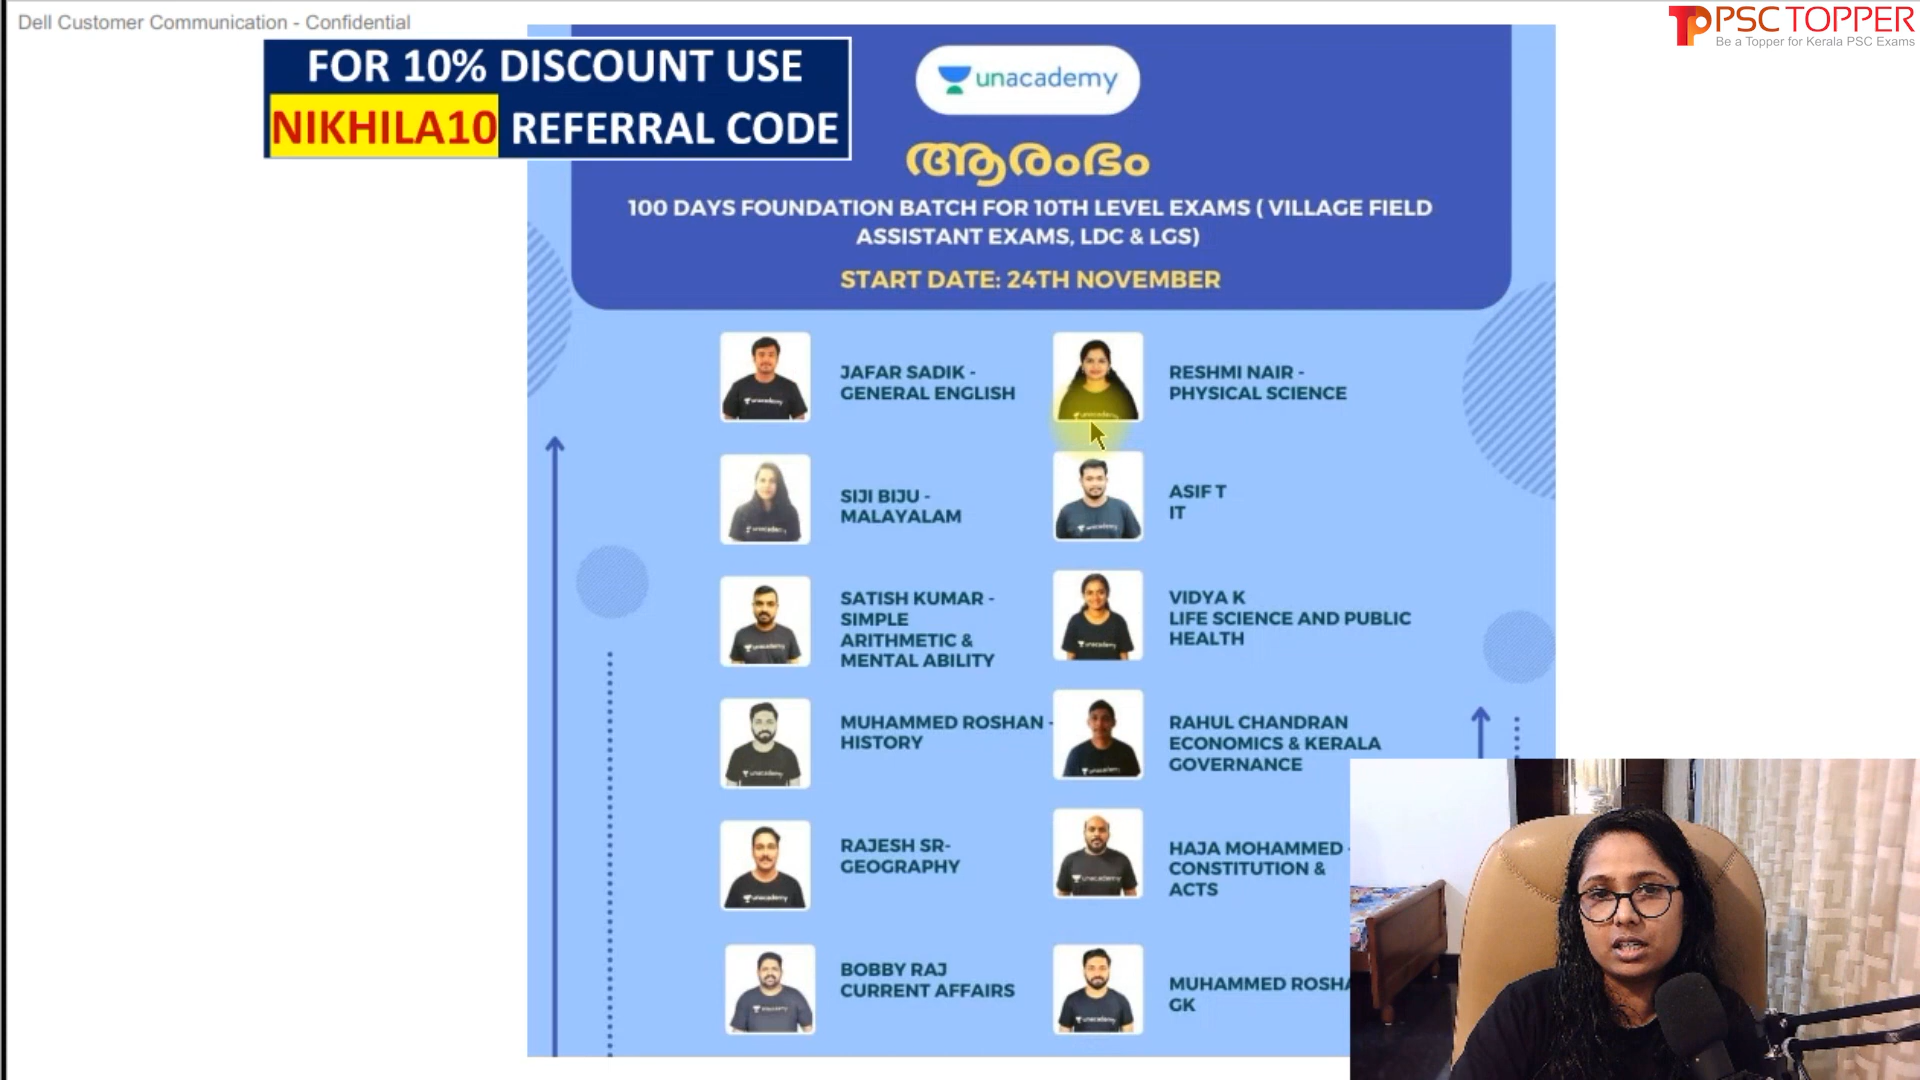 Dell Customer Communication - Confidential
PSC TOPPER
Be a Topper for Kerala PSC Exams
FOR 10% DISCOUNT USE
NIKHILA10 REFERRAL CODE
unacademy
ആരംഭം
100 DAYS FOUNDATION BATCH FOR 10TH LEVEL EXAMS ( VILLAGE FIELD
ASSISTANT EXAMS, LDC & LGS)
START DATE: 24TH NOVEMBER
JAFAR SADIK -
GENERAL ENGLISH
RESHMI NAIR -
PHYSICAL SCIENCE
SIJI BIJU -
MALAYALAM
ASIF T
IT
SATISH KUMAR -
SIMPLE
ARITHMETIC &
MENTAL ABILITY
VIDYA K
LIFE SCIENCE AND PUBLIC
HEALTH
MUHAMMED ROSHAN -
HISTORY
RAHUL CHANDRAN
ECONOMICS & KERALA
GOVERNANCE
RAJESH SR-
GEOGRAPHY
HAJA MOHAMMED -
CONSTITUTION &
ACTS
BOBBY RAJ
CURRENT AFFAIRS
MUHAMMED
GK